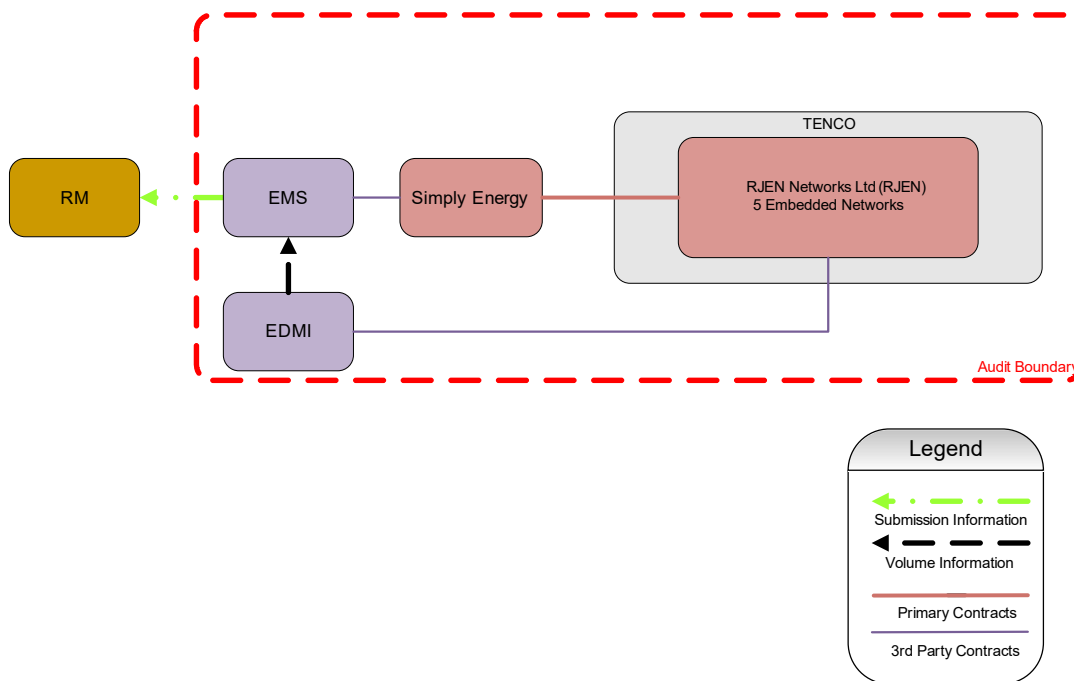 TENCO
RM
EMS
Simply Energy
RJEN Networks Ltd (RJEN)
5 Embedded Networks
EDMI
Audit Boundary
Legend
Submission Information
Volume Information
Primary Contracts
3rd Party Contracts